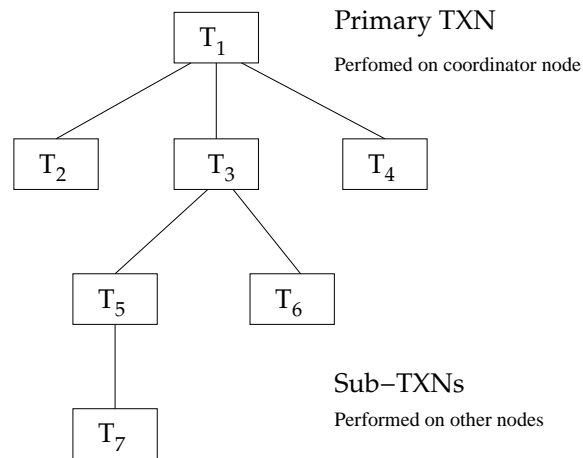 Primary TXN
T1
Perfomed on coordinator node
T2
T3
T4
T5
T6
Sub-TXNs
Performed on other nodes
T7